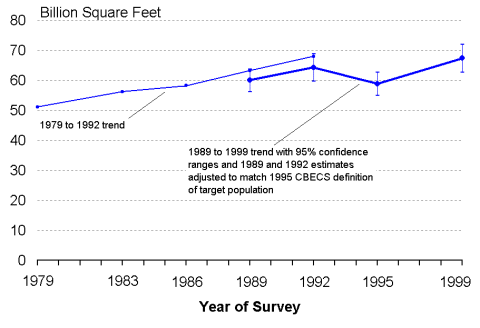 Billion Square Feet
80
70
60
50
40
30
20
10
0
1979 to 1992 trend
1989 to 1999 trend with 95% confidence
ranges and 1989 and 1992 estimates
adjusted to match 1995 CBECS definition
of target population
1979 1983 1986 1989 1992 1995 1999
Year of Survey